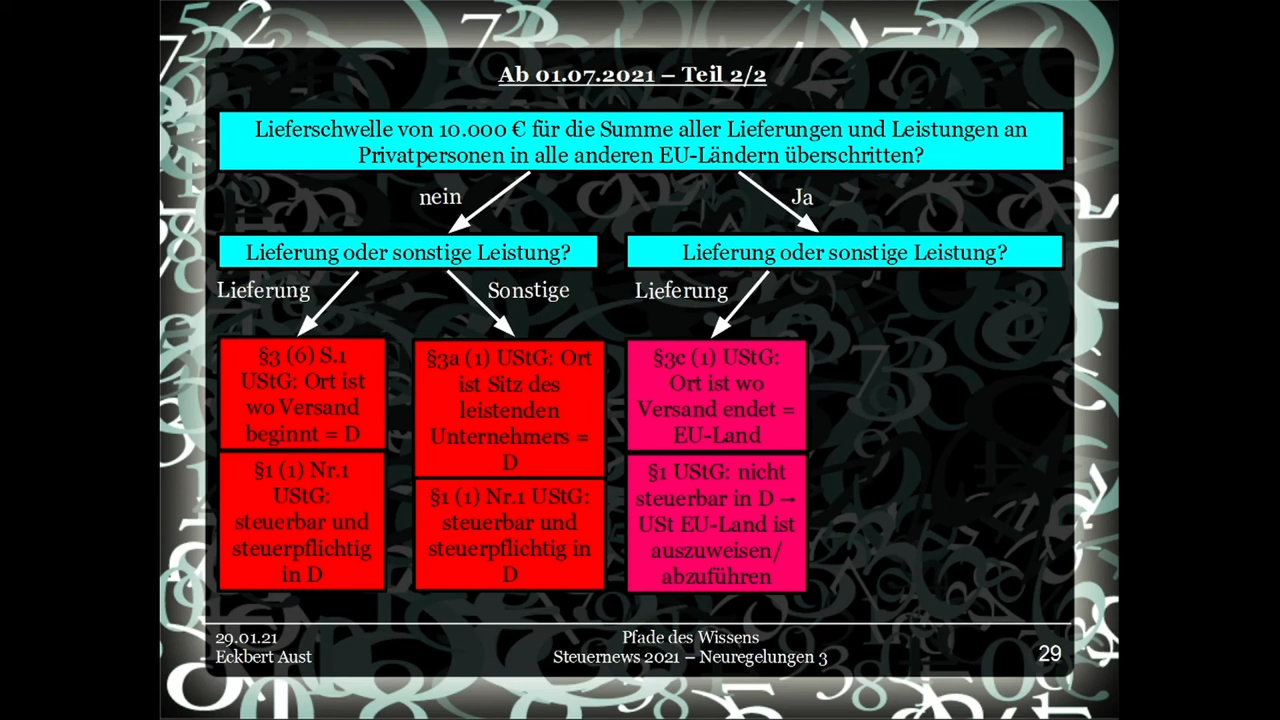 Ab 01.07.2021 – Teil 2/2
Lieferschwelle von 10.000 € für die Summe aller Lieferungen und Leistungen an
Privatpersonen in alle anderen EU-Ländern überschritten?
nein
Ja
Lieferung oder sonstige Leistung?
Lieferung oder sonstige Leistung?
Lieferung
Sonstige
Lieferung
§3 (6) S.1
UStG: Ort ist
wo Versand
beginnt = D
§1 (1) Nr.1
UStG:
steuerbar und
steuerpflichtig
in D
§3a (1) UStG: Ort
ist Sitz des
leistenden
Unternehmers =
D
§1 (1) Nr.1 UStG:
steuerbar und
steuerpflichtig in
D
§3c (1) UStG:
Ort ist wo
Versand endet =
EU-Land
§1 UStG: nicht
steuerbar in D →
USt EU-Land ist
auszuweisen/
abzuführen
29.01.21
Eckbert Aust
Pfade des Wissens
Steuernews 2021 – Neuregelungen 3
29